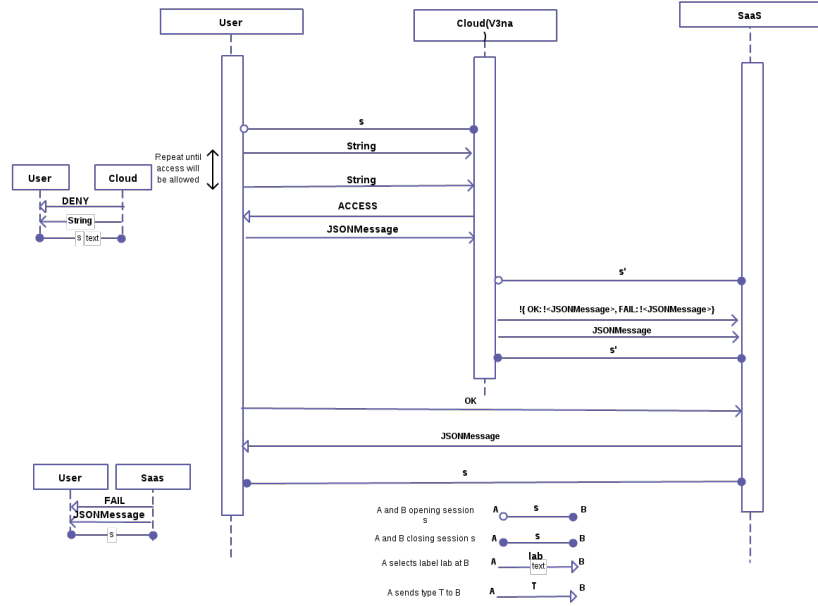 User
Cloud(V3na
)
SaaS
s
String
Repeat until
access will
be allowed
String
User
Cloud
DENY
String
s text
ACCESS
JSONMessage
s'
!{ OK: !<JSONMessage>, FAIL: !<JSONMessage>}
JSONMessage
s'
OK
JSONMessage
s
User
Saas
FAIL
JSONMessage
s
A and B opening session
s
A s B
A and B closing session s
A s B
A selects label lab at B
A lab B
text
A sends type T to B
A T B